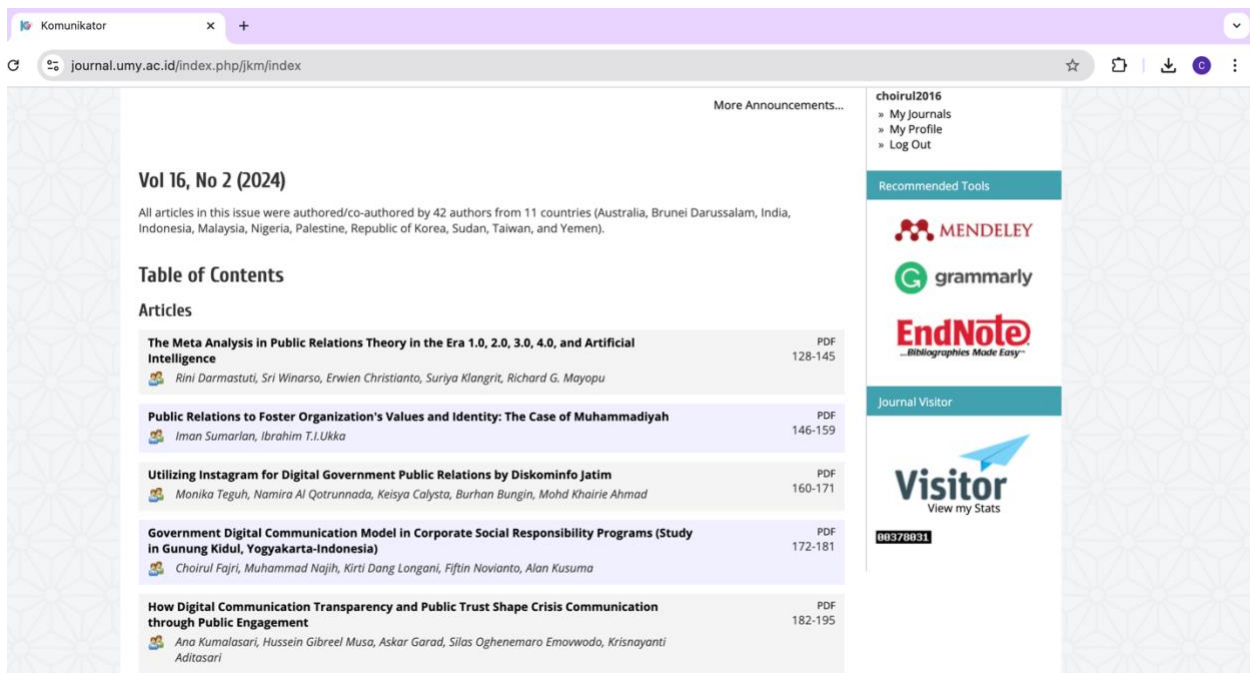 Komunikator
journal.umy.ac.id/index.php/jkm/index
C
More Announcements...
choirul2016
» My Journals
» My Profile
» Log Out
Vol 16, No 2 (2024)
All articles in this issue were authored/co-authored by 42 authors from 11 countries (Australia, Brunei Darussalam, India,
Indonesia, Malaysia, Nigeria, Palestine, Republic of Korea, Sudan, Taiwan, and Yemen).
Table of Contents
Articles
The Meta Analysis in Public Relations Theory in the Era 1.0, 2.0, 3.0, 4.0, and Artificial
Intelligence
PDF
128-145
Rini Darmastuti, Sri Winarso, Erwien Christianto, Suriya Klangrit, Richard G. Mayopu
Public Relations to Foster Organization's Values and Identity: The Case of Muhammadiyah
PDF
146-159
Iman Sumarlan, Ibrahim T.I.Ukka
Utilizing Instagram for Digital Government Public Relations by Diskominfo Jatim
PDF
160-171
Monika Teguh, Namira Al Qotrunnada, Keisya Calysta, Burhan Bungin, Mohd Khairie Ahmad
Government Digital Communication Model in Corporate Social Responsibility Programs (Study
in Gunung Kidul, Yogyakarta-Indonesia)
PDF
172-181
Choirul Fajri, Muhammad Najih, Kirti Dang Longani, Fiftin Novianto, Alan Kusuma
How Digital Communication Transparency and Public Trust Shape Crisis Communication
through Public Engagement
PDF
182-195
Ana Kumalasari, Hussein Gibreel Musa, Askar Garad, Silas Oghenemaro Emovwodo, Krisnayanti
Aditasari
Recommended Tools
MENDELEY
G grammarly
EndNote
...Bibliographies Made Easy™
Journal Visitor
Visitor
View my Stats
00378031